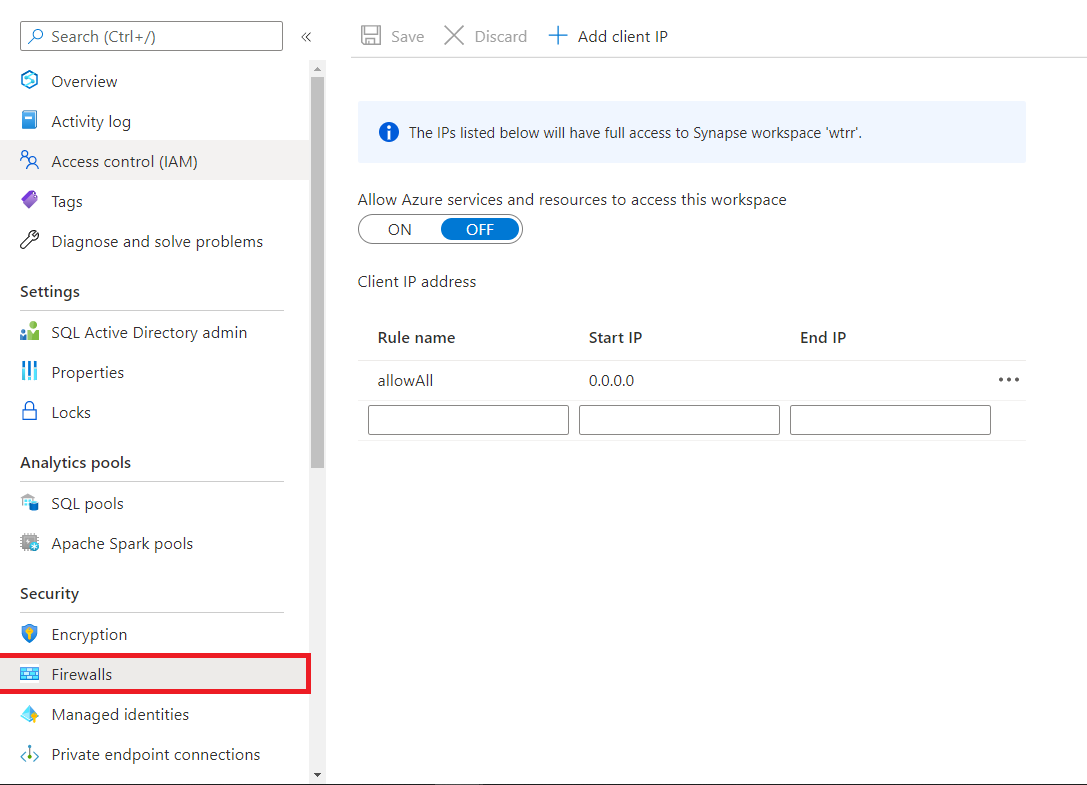 Search (Ctrl+/)
«
Overview
Activity log
Access control (IAM)
Tags
Diagnose and solve problems
Settings
SQL Active Directory admin
Properties
Locks
Analytics pools
SQL pools
Apache Spark pools
Security
Encryption
Firewalls
Managed identities
Private endpoint connections
Save Discard Add client IP
The IPs listed below will have full access to Synapse workspace 'wtrr'.
Allow Azure services and resources to access this workspace
ON OFF
Client IP address
Rule name Start IP End IP
allowAll 0.0.0.0